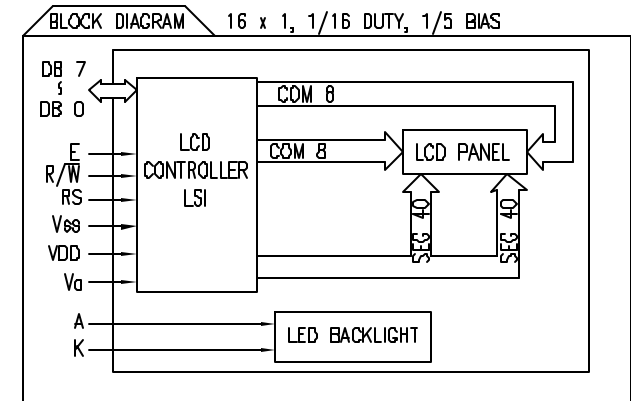 BLOCK DIAGRAM 16 x 1, 1/16 DUTY, 1/5 BIAS
DB 7
DB 0
E
R/W̅
RS
Vss
VDD
Vo
A
K
LCD
CONTROLLER
LSI
COM 8
COM 8
LCD PANEL
SEG 40
SEG 40
LED BACKLIGHT